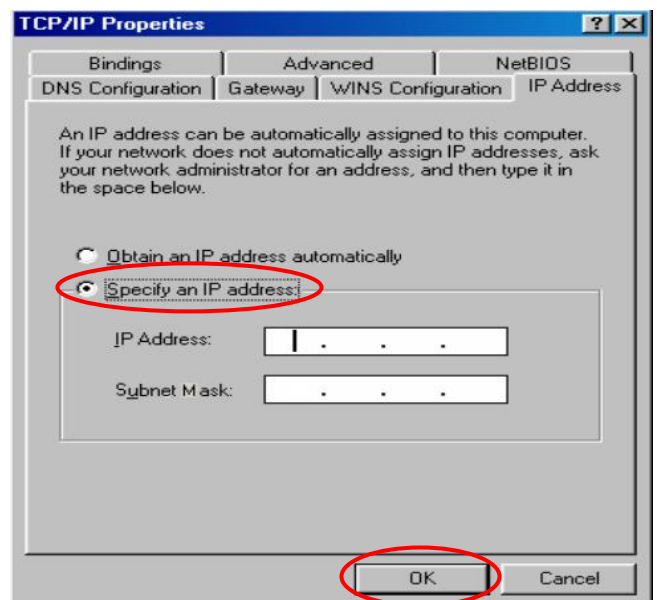 TCP/IP Properties
? ×
Bindings Advanced NetBIOS
DNS Configuration Gateway WINS Configuration IP Address
An IP address can be automatically assigned to this computer.
If your network does not automatically assign IP addresses, ask
your network administrator for an address, and then type it in
the space below.
Obtain an IP address automatically
Specify an IP address:
IP Address: . . .
Subnet Mask: . . .
OK Cancel